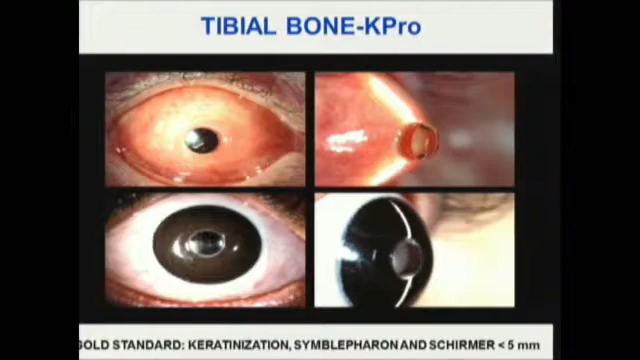 TIBIAL BONE-KPro
GOLD STANDARD: KERATINIZATION, SYMBLEPHARON AND SCHIRMER < 5 mm